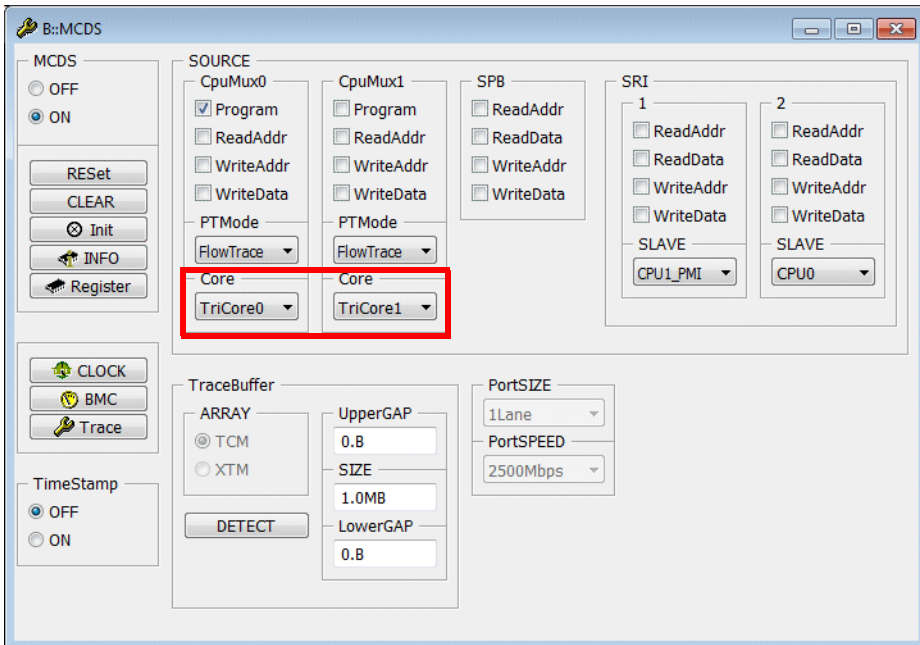 B::MCDS
MCDS
OFF
ON
RESet
CLEAR
Init
INFO
Register
CLOCK
BMC
Trace
TimeStamp
OFF
ON
SOURCE
CpuMux0
Program
ReadAddr
WriteAddr
WriteData
PTMode
FlowTrace
Core
TriCore0
CpuMux1
Program
ReadAddr
WriteAddr
WriteData
PTMode
FlowTrace
Core
TriCore1
SPB
ReadAddr
ReadData
WriteAddr
WriteData
SRI
1
ReadAddr
ReadData
WriteAddr
WriteData
SLAVE
CPU1_PMI
2
ReadAddr
ReadData
WriteAddr
WriteData
SLAVE
CPU0
TraceBuffer
ARRAY
TCM
XTM
DETECT
UpperGAP
0.B
SIZE
1.0MB
LowerGAP
0.B
PortSIZE
1Lane
PortSPEED
2500Mbps